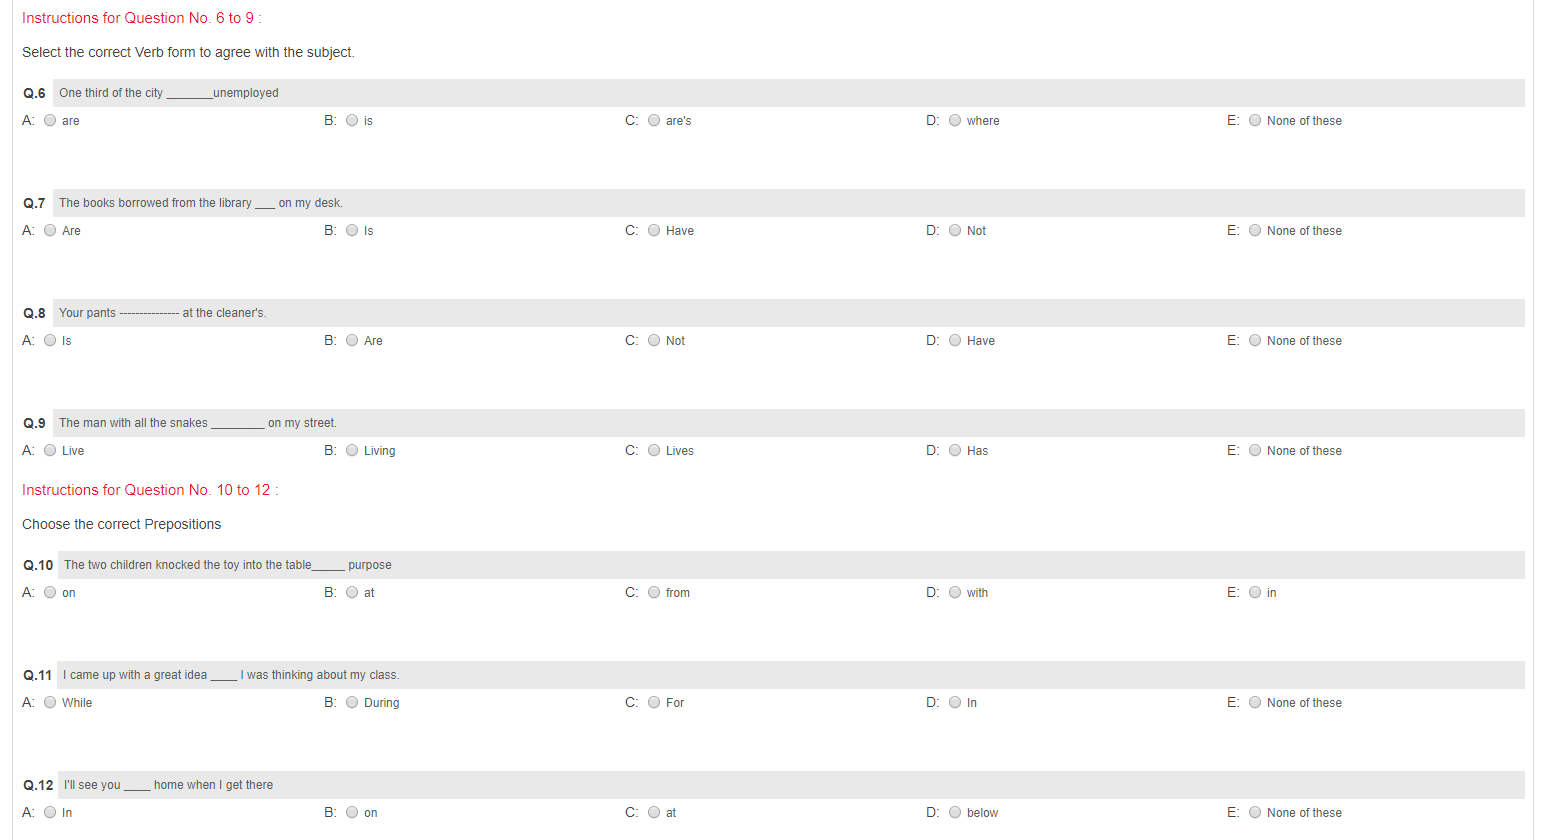 Instructions for Question No. 6 to 9 :
Select the correct Verb form to agree with the subject.
Q.6 One third of the city _______unemployed
A: are B: is C: are's D: where E: None of these
Q.7 The books borrowed from the library ___ on my desk.
A: Are B: Is C: Have D: Not E: None of these
Q.8 Your pants --------------- at the cleaner's.
A: Is B: Are C: Not D: Have E: None of these
Q.9 The man with all the snakes ________ on my street.
A: Live B: Living C: Lives D: Has E: None of these
Instructions for Question No. 10 to 12 :
Choose the correct Prepositions
Q.10 The two children knocked the toy into the table_____ purpose
A: on B: at C: from D: with E: in
Q.11 I came up with a great idea ____ I was thinking about my class.
A: While B: During C: For D: In E: None of these
Q.12 I'll see you ____ home when I get there
A: In B: on C: at D: below E: None of these